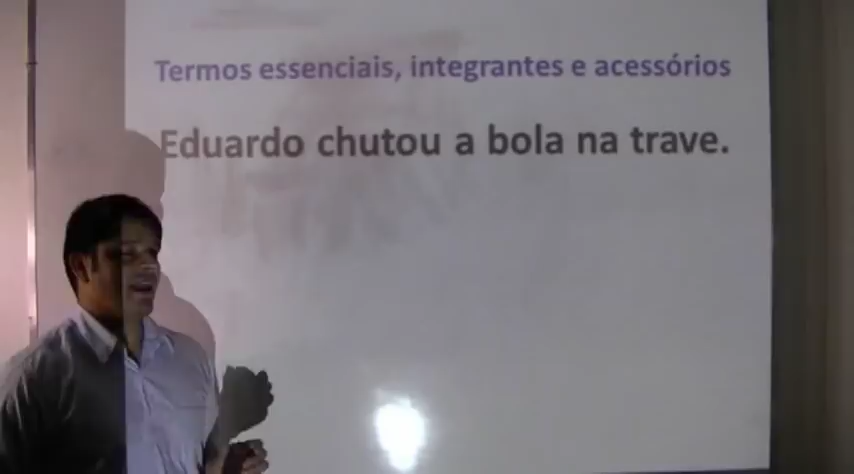 Termos essenciais, integrantes e acessórios
Eduardo chutou a bola na trave.